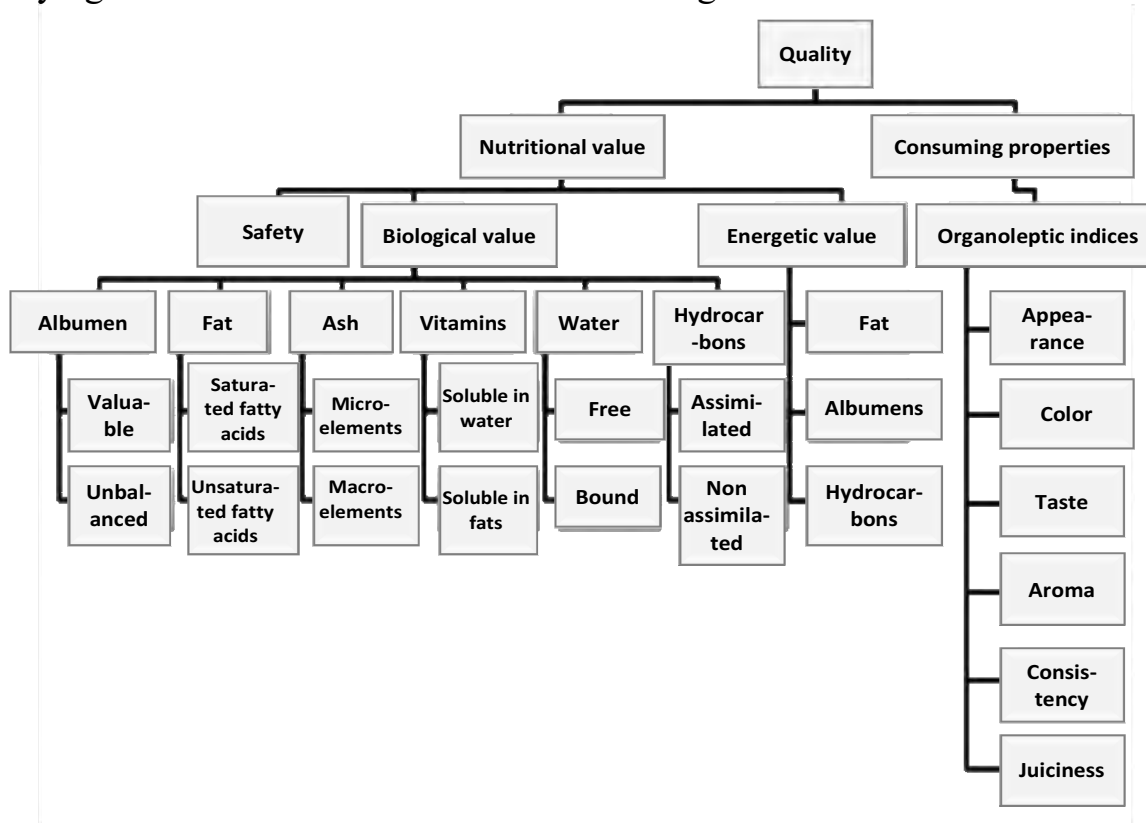 Quality
Nutritional value
Consuming properties
Safety
Biological value
Energetic value
Organoleptic indices
Albumen
Fat
Ash
Vitamins
Water
Hydrocar
-bons
Valua-
ble
Unbal-
anced
Satura-
ted fatty
acids
Unsatura-
ted fatty
acids
Micro-
elements
Macro-
elements
Soluble in
water
Soluble in
fats
Free
Bound
Assimi-
lated
Non
assimila-
ted
Fat
Albumens
Hydrocar-
bons
Appea-
rance
Color
Taste
Aroma
Consis-
tency
Juiciness